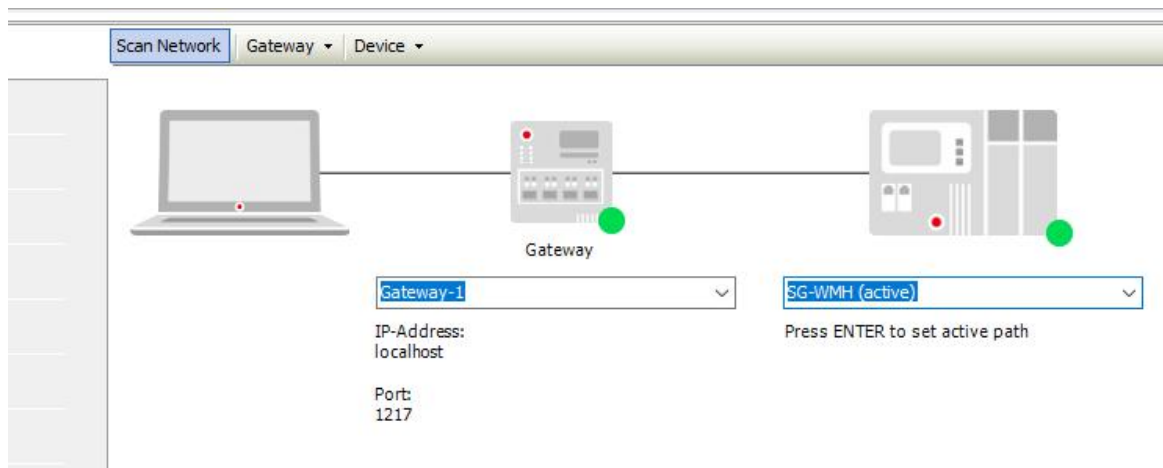 Scan Network Gateway Device
Gateway
Gateway-1
SG-WMH (active)
IP-Address:
localhost
Press ENTER to set active path
Port:
1217